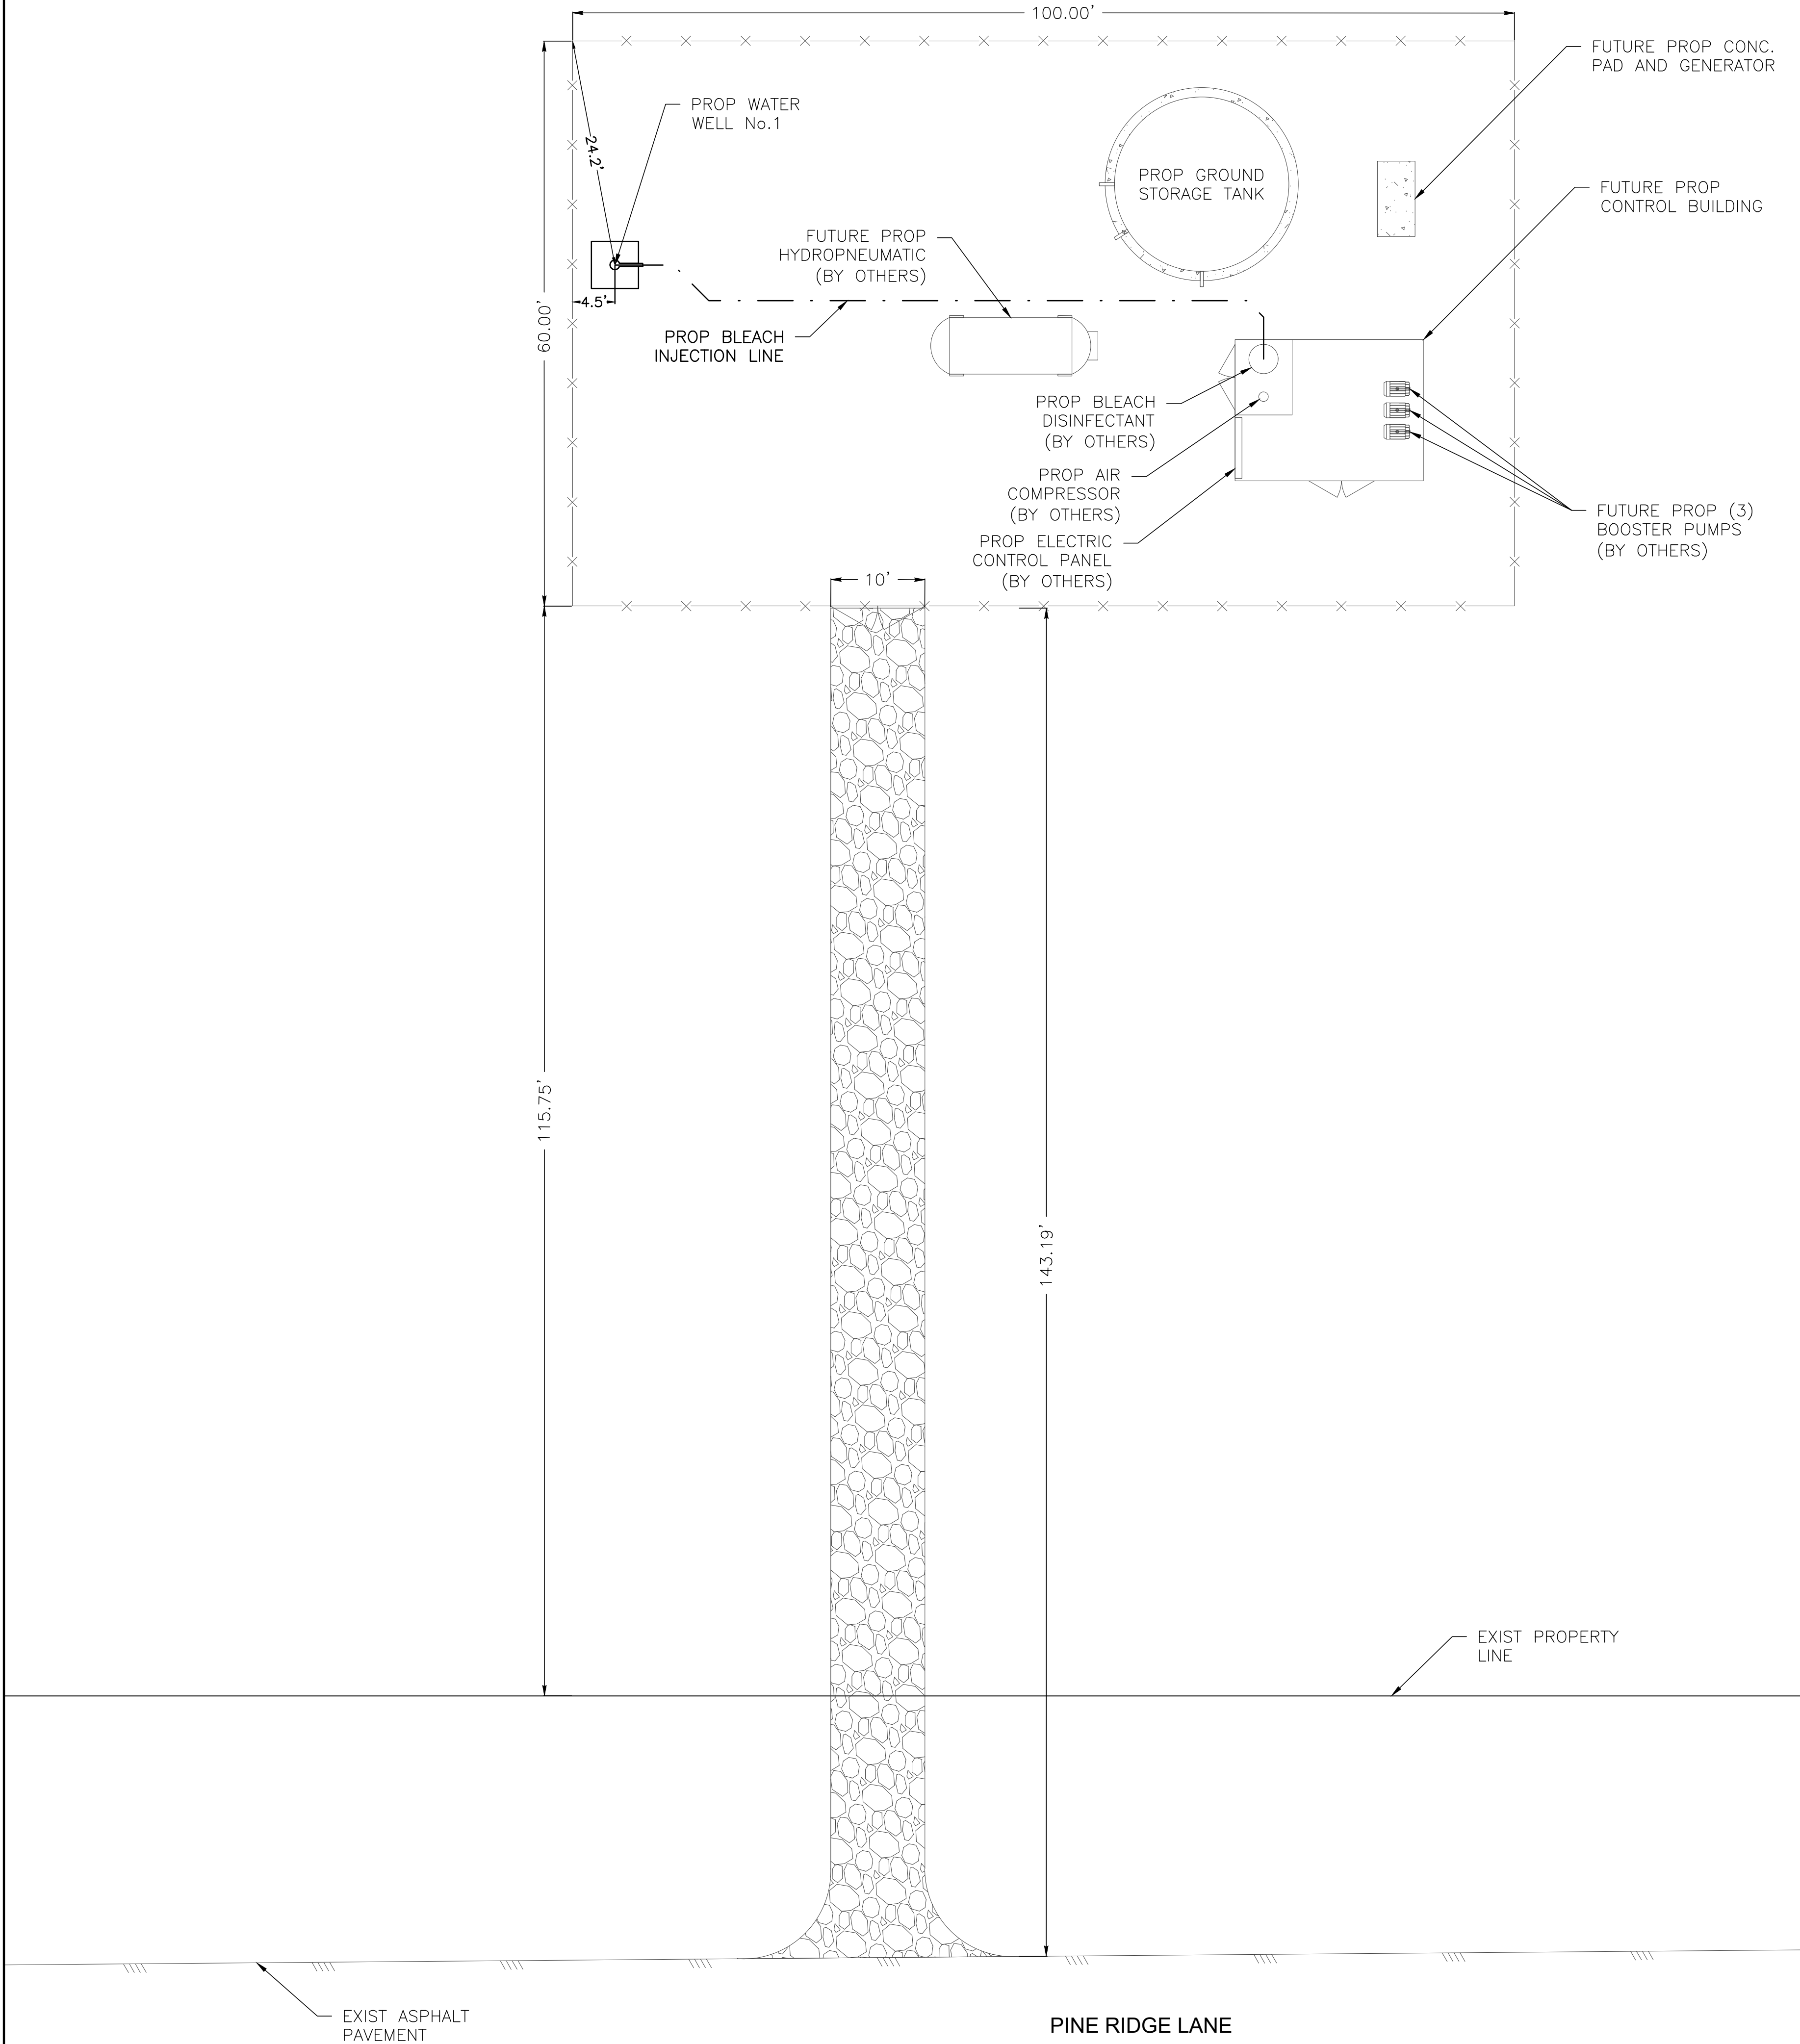 100.00'
FUTURE PROP CONC.
PAD AND GENERATOR
PROP WATER
WELL No.1
24.2'
PROP GROUND
STORAGE TANK
FUTURE PROP
CONTROL BUILDING
FUTURE PROP
HYDROPNEUMATIC
(BY OTHERS)
4.5'
60.00'
PROP BLEACH
INJECTION LINE
PROP BLEACH
DISINFECTANT
(BY OTHERS)
PROP AIR
COMPRESSOR
(BY OTHERS)
FUTURE PROP (3)
BOOSTER PUMPS
(BY OTHERS)
PROP ELECTRIC
CONTROL PANEL
(BY OTHERS)
10'
115.75'
143.19'
EXIST PROPERTY
LINE
EXIST ASPHALT
PAVEMENT
PINE RIDGE LANE